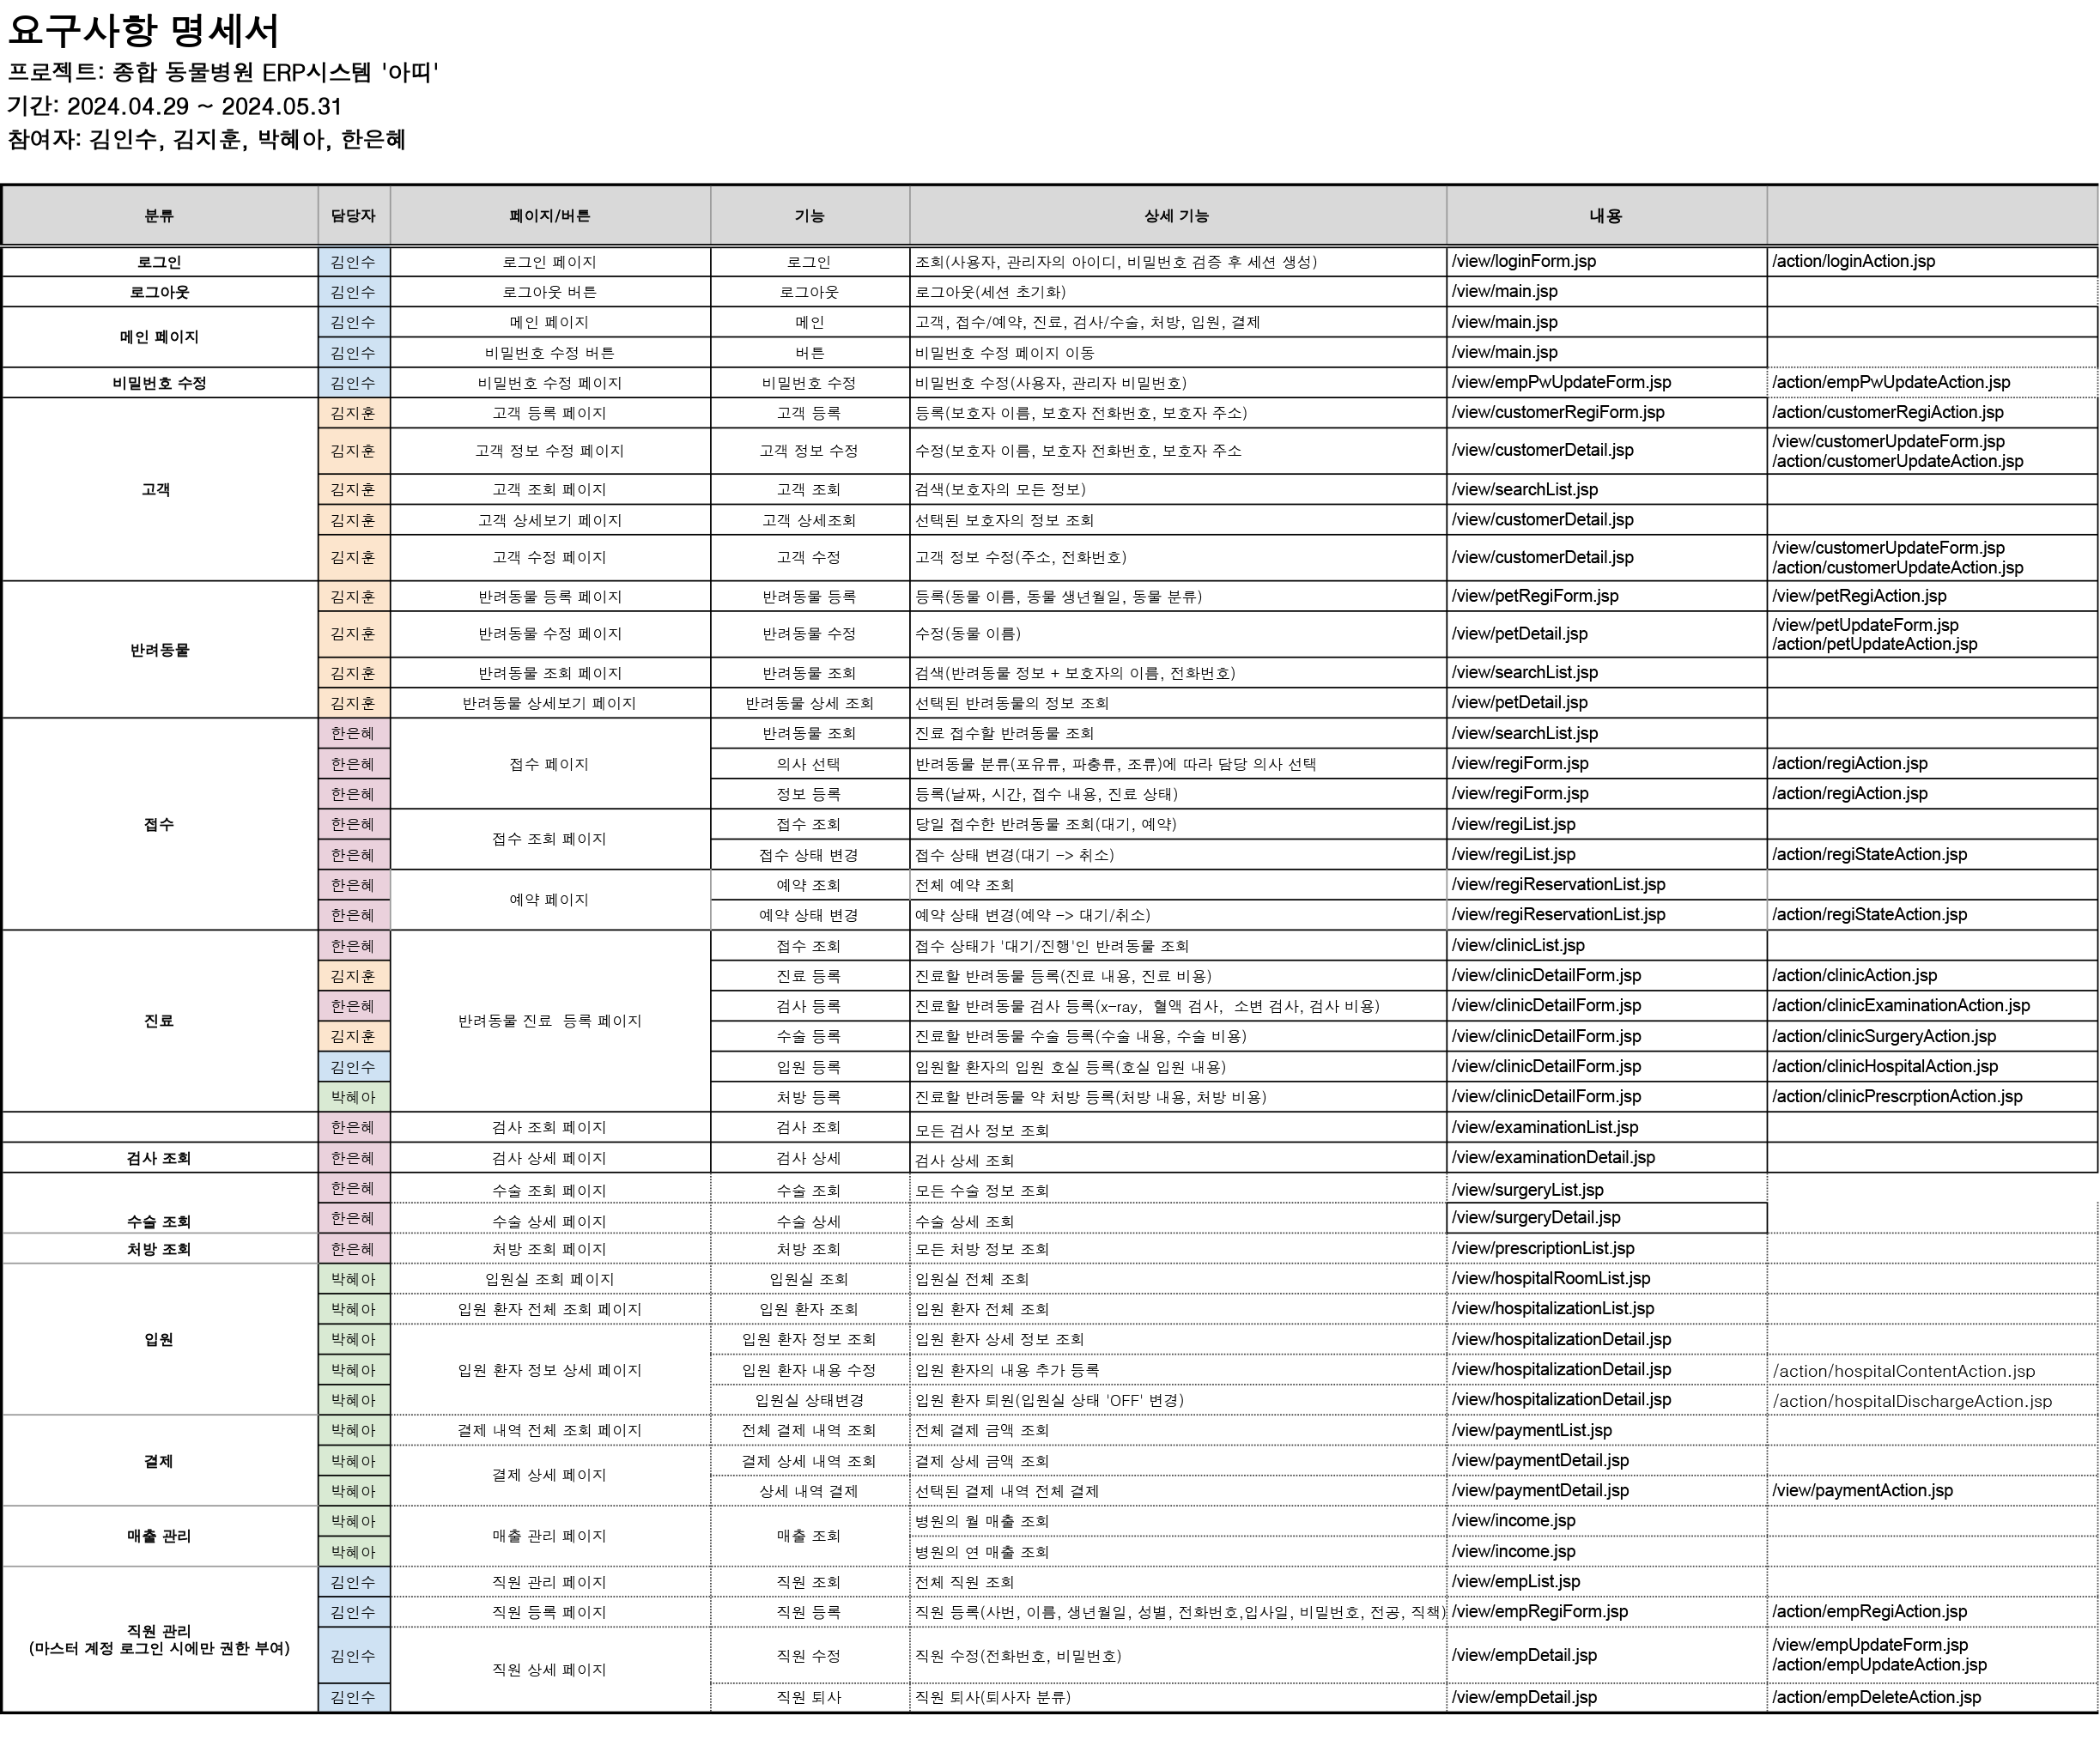 요구사항 명세서
프로젝트: 종합 동물병원 ERP시스템 '아띠'
기간: 2024.04.29 ~ 2024.05.31
참여자: 김인수, 김지훈, 박혜아, 한은혜
분류 담당자 페이지/버튼 기능 상세 기능 내용
로그인 김인수 로그인 페이지 로그인 조회(사용자, 관리자의 아이디, 비밀번호 검증 후 세션 생성) /view/loginForm.jsp /action/loginAction.jsp
로그아웃 김인수 로그아웃 버튼 로그아웃 로그아웃(세션 초기화) /view/main.jsp
메인 페이지 김인수 메인 페이지 메인 고객, 접수/예약, 진료, 검사/수술, 처방, 입원, 결제 /view/main.jsp
김인수 비밀번호 수정 버튼 버튼 비밀번호 수정 페이지 이동 /view/main.jsp
비밀번호 수정 김인수 비밀번호 수정 페이지 비밀번호 수정 비밀번호 수정(사용자, 관리자 비밀번호) /view/empPwUpdateForm.jsp /action/empPwUpdateAction.jsp
고객 김지훈 고객 등록 페이지 고객 등록 등록(보호자 이름, 보호자 전화번호, 보호자 주소) /view/customerRegiForm.jsp /action/customerRegiAction.jsp
김지훈 고객 정보 수정 페이지 고객 정보 수정 수정(보호자 이름, 보호자 전화번호, 보호자 주소 /view/customerDetail.jsp /view/customerUpdateForm.jsp
/action/customerUpdateAction.jsp
김지훈 고객 조회 페이지 고객 조회 검색(보호자의 모든 정보) /view/searchList.jsp
김지훈 고객 상세보기 페이지 고객 상세조회 선택된 보호자의 정보 조회 /view/customerDetail.jsp
김지훈 고객 수정 페이지 고객 수정 고객 정보 수정(주소, 전화번호) /view/customerDetail.jsp /view/customerUpdateForm.jsp
/action/customerUpdateAction.jsp
반려동물 김지훈 반려동물 등록 페이지 반려동물 등록 등록(동물 이름, 동물 생년월일, 동물 분류) /view/petRegiForm.jsp /view/petRegiAction.jsp
김지훈 반려동물 수정 페이지 반려동물 수정 수정(동물 이름) /view/petDetail.jsp /view/petUpdateForm.jsp
/action/petUpdateAction.jsp
김지훈 반려동물 조회 페이지 반려동물 조회 검색(반려동물 정보 + 보호자의 이름, 전화번호) /view/searchList.jsp
김지훈 반려동물 상세보기 페이지 반려동물 상세 조회 선택된 반려동물의 정보 조회 /view/petDetail.jsp
접수 한은혜 접수 페이지 반려동물 조회 진료 접수할 반려동물 조회 /view/searchList.jsp
한은혜 의사 선택 반려동물 분류(포유류, 파충류, 조류)에 따라 담당 의사 선택 /view/regiForm.jsp /action/regiAction.jsp
한은혜 정보 등록 등록(날짜, 시간, 접수 내용, 진료 상태) /view/regiForm.jsp /action/regiAction.jsp
한은혜 접수 조회 페이지 접수 조회 당일 접수한 반려동물 조회(대기, 예약) /view/regiList.jsp
한은혜 접수 상태 변경 접수 상태 변경(대기 -> 취소) /view/regiList.jsp /action/regiStateAction.jsp
한은혜 예약 페이지 예약 조회 전체 예약 조회 /view/regiReservationList.jsp
한은혜 예약 상태 변경 예약 상태 변경(예약 -> 대기/취소) /view/regiReservationList.jsp /action/regiStateAction.jsp
진료 한은혜 반려동물 진료 등록 페이지 접수 조회 접수 상태가 '대기/진행'인 반려동물 조회 /view/clinicList.jsp
김지훈 진료 등록 진료할 반려동물 등록(진료 내용, 진료 비용) /view/clinicDetailForm.jsp /action/clinicAction.jsp
한은혜 검사 등록 진료할 반려동물 검사 등록(x-ray, 혈액 검사, 소변 검사, 검사 비용) /view/clinicDetailForm.jsp /action/clinicExaminationAction.jsp
김지훈 수술 등록 진료할 반려동물 수술 등록(수술 내용, 수술 비용) /view/clinicDetailForm.jsp /action/clinicSurgeryAction.jsp
김인수 입원 등록 입원할 환자의 입원 호실 등록(호실 입원 내용) /view/clinicDetailForm.jsp /action/clinicHospitalAction.jsp
박혜아 처방 등록 진료할 반려동물 약 처방 등록(처방 내용, 처방 비용) /view/clinicDetailForm.jsp /action/clinicPrescrptionAction.jsp
한은혜 검사 조회 페이지 검사 조회 모든 검사 정보 조회 /view/examinationList.jsp
검사 조회 한은혜 검사 상세 페이지 검사 상세 검사 상세 조회 /view/examinationDetail.jsp
한은혜 수술 조회 페이지 수술 조회 모든 수술 정보 조회 /view/surgeryList.jsp
수술 조회 한은혜 수술 상세 페이지 수술 상세 수술 상세 조회 /view/surgeryDetail.jsp
처방 조회 한은혜 처방 조회 페이지 처방 조회 모든 처방 정보 조회 /view/prescriptionList.jsp
입원 박혜아 입원실 조회 페이지 입원실 조회 입원실 전체 조회 /view/hospitalRoomList.jsp
박혜아 입원 환자 전체 조회 페이지 입원 환자 조회 입원 환자 전체 조회 /view/hospitalizationList.jsp
박혜아 입원 환자 정보 상세 페이지 입원 환자 정보 조회 입원 환자 상세 정보 조회 /view/hospitalizationDetail.jsp
박혜아 입원 환자 내용 수정 입원 환자의 내용 추가 등록 /view/hospitalizationDetail.jsp /action/hospitalContentAction.jsp
박혜아 입원실 상태변경 입원 환자 퇴원(입원실 상태 'OFF' 변경) /view/hospitalizationDetail.jsp /action/hospitalDischargeAction.jsp
결제 박혜아 결제 내역 전체 조회 페이지 전체 결제 내역 조회 전체 결제 금액 조회 /view/paymentList.jsp
박혜아 결제 상세 페이지 결제 상세 내역 조회 결제 상세 금액 조회 /view/paymentDetail.jsp
박혜아 상세 내역 결제 선택된 결제 내역 전체 결제 /view/paymentDetail.jsp /view/paymentAction.jsp
매출 관리 박혜아 매출 관리 페이지 매출 조회 병원의 월 매출 조회 /view/income.jsp
박혜아 병원의 연 매출 조회 /view/income.jsp
직원 관리
(마스터 계정 로그인 시에만 권한 부여) 김인수 직원 관리 페이지 직원 조회 전체 직원 조회 /view/empList.jsp
김인수 직원 등록 페이지 직원 등록 직원 등록(사번, 이름, 생년월일, 성별, 전화번호,입사일, 비밀번호, 전공, 직책) /view/empRegiForm.jsp /action/empRegiAction.jsp
김인수 직원 상세 페이지 직원 수정 직원 수정(전화번호, 비밀번호) /view/empDetail.jsp /view/empUpdateForm.jsp
/action/empUpdateAction.jsp
김인수 직원 퇴사 직원 퇴사(퇴사자 분류) /view/empDetail.jsp /action/empDeleteAction.jsp